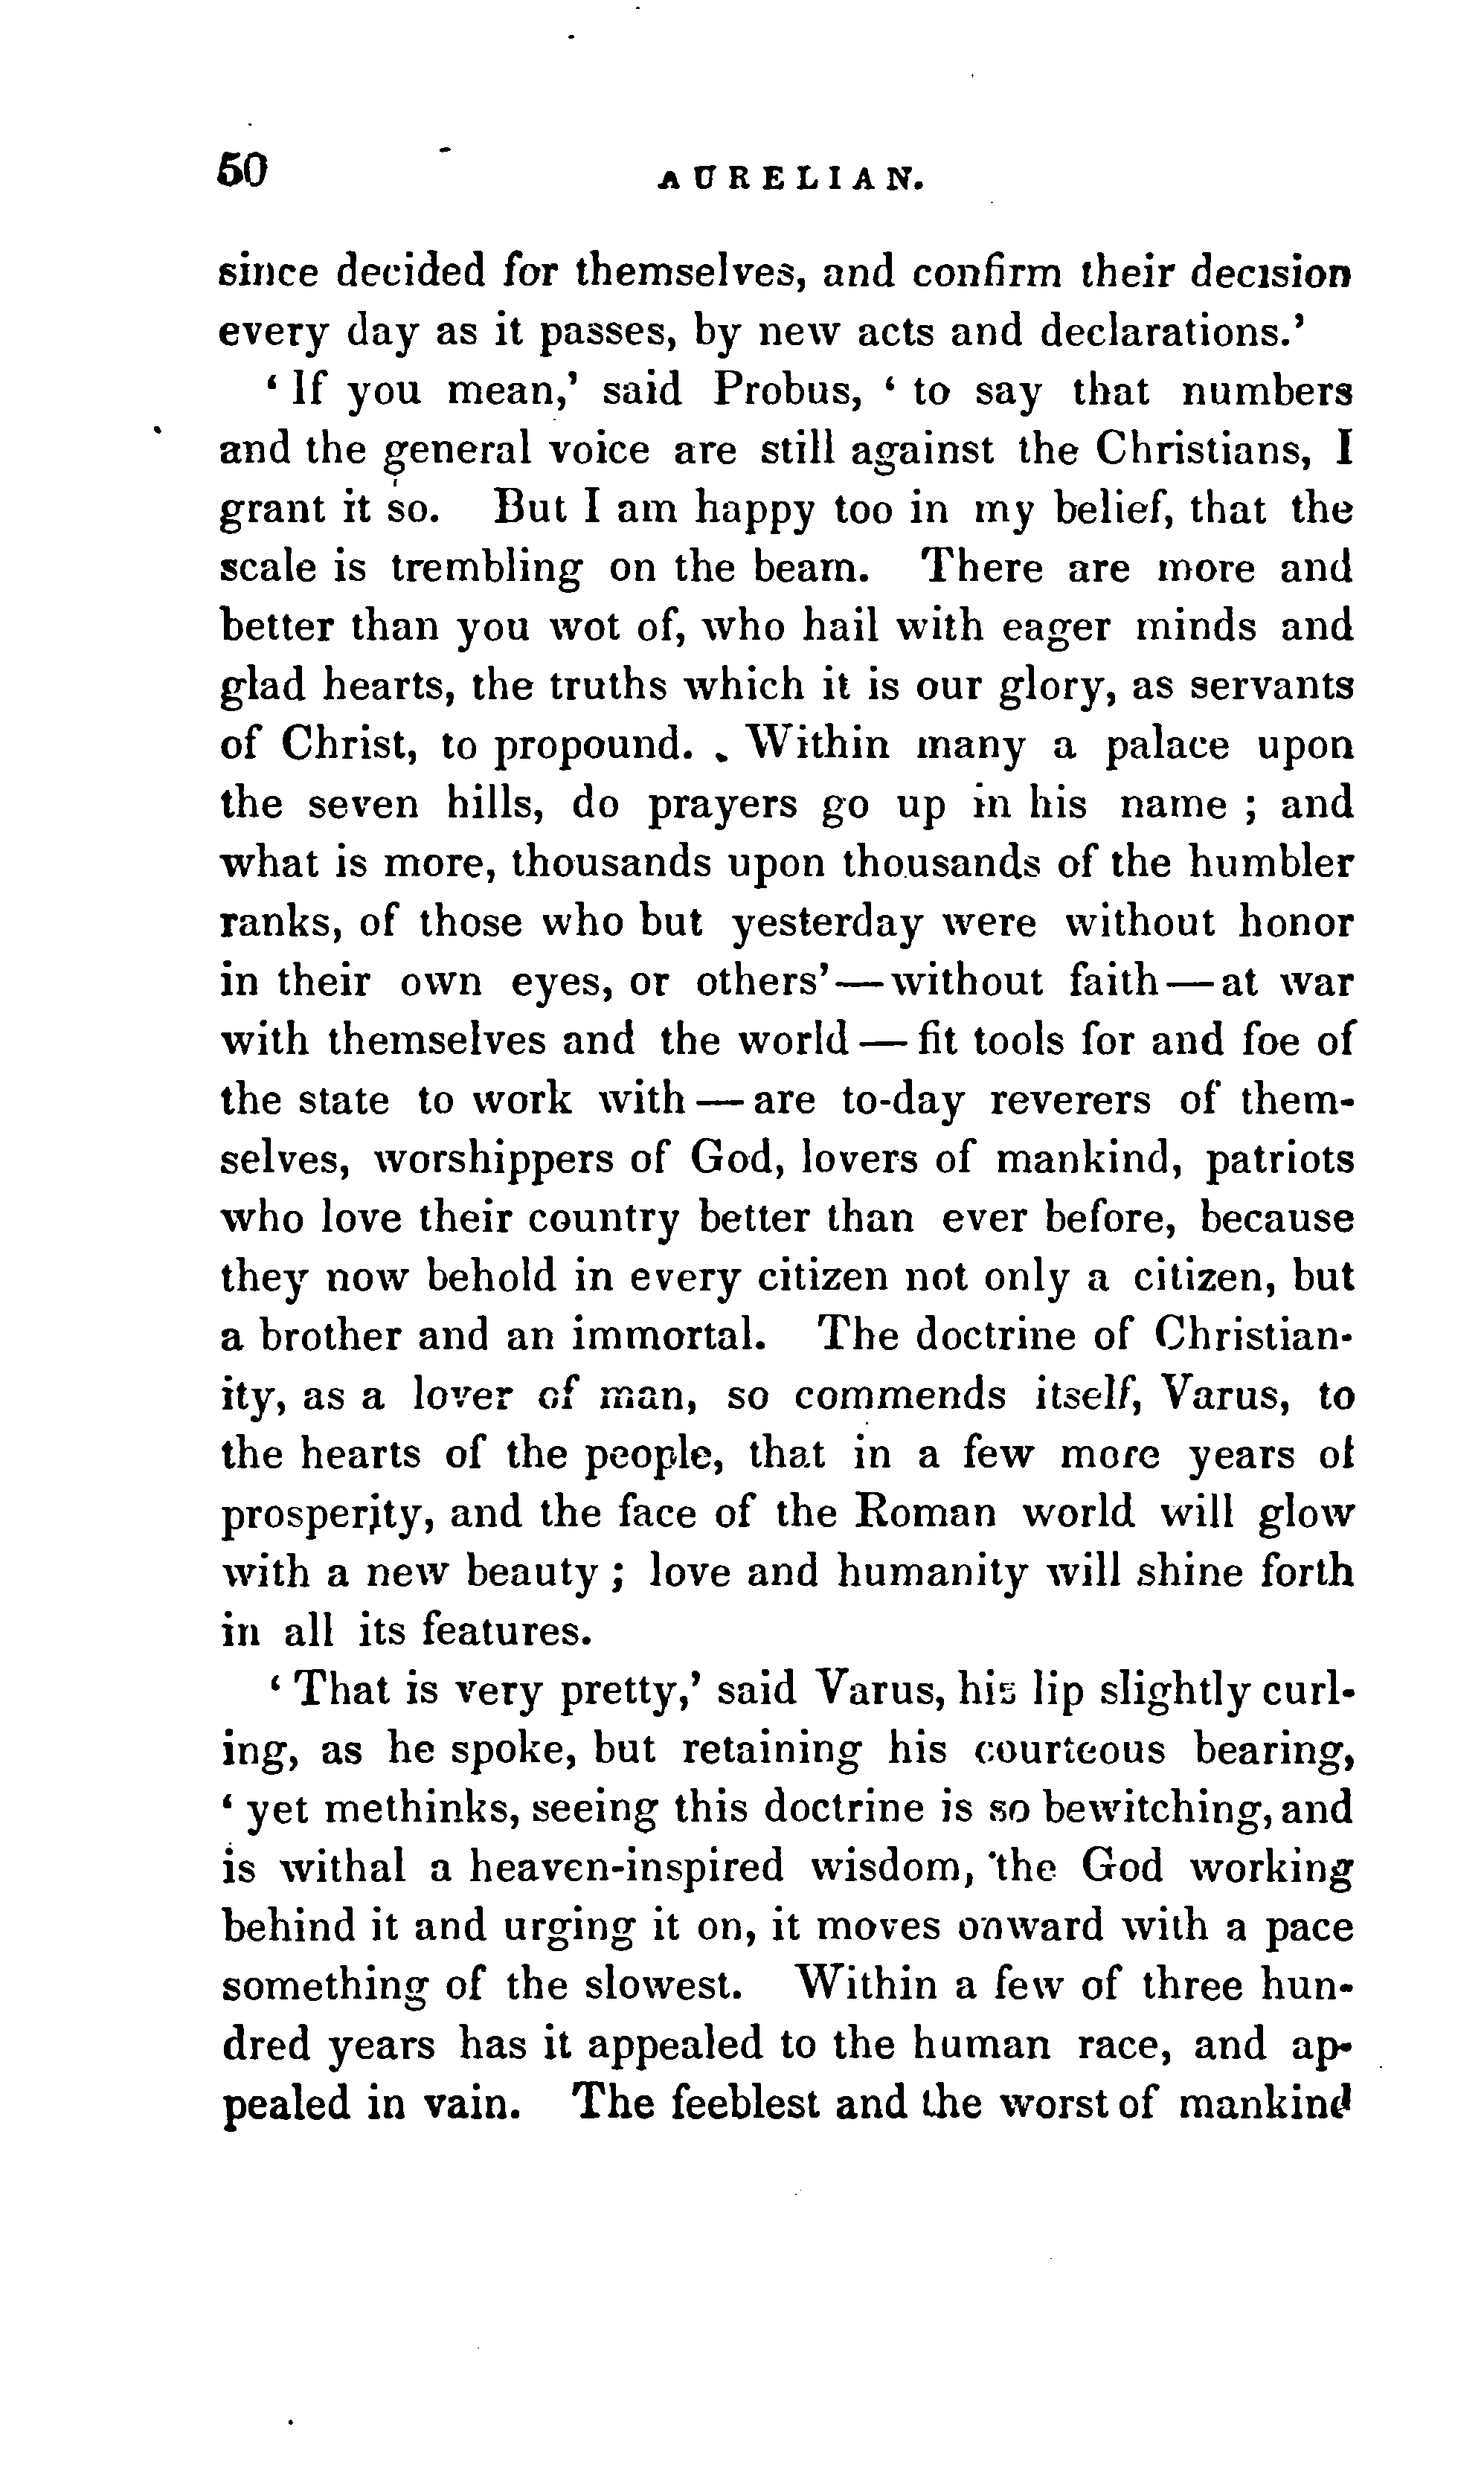 50
AURELIAN.
since decided for themselves, and confirm their decision
every day as it passes, by new acts and declarations.’
‘ If you mean,’ said Probus, ‘ to say that numbers
and the general voice are still against the Christians, I
grant it so. But I am happy too in my belief, that the
scale is trembling on the beam. There are more and
better than you wot of, who hail with eager minds and
glad hearts, the truths which it is our glory, as servants
of Christ, to propound. Within many a palace upon
the seven hills, do prayers go up in his name ; and
what is more, thousands upon thousands of the humbler
ranks, of those who but yesterday were without honor
in their own eyes, or others’—without faith—at war
with themselves and the world — fit tools for and foe of
the state to work with — are to-day reverers of them-
selves, worshippers of God, lovers of mankind, patriots
who love their country better than ever before, because
they now behold in every citizen not only a citizen, but
a brother and an immortal. The doctrine of Christian-
ity, as a lover of man, so commends itself, Varus, to
the hearts of the people, that in a few more years of
prosperity, and the face of the Roman world will glow
with a new beauty ; love and humanity will shine forth
in all its features.
‘ That is very pretty,’ said Varus, his lip slightly curl-
ing, as he spoke, but retaining his courteous bearing,
‘ yet methinks, seeing this doctrine is so bewitching, and
is withal a heaven-inspired wisdom, the God working
behind it and urging it on, it moves onward with a pace
something of the slowest. Within a few of three hun-
dred years has it appealed to the human race, and ap-
pealed in vain. The feeblest and the worst of mankind